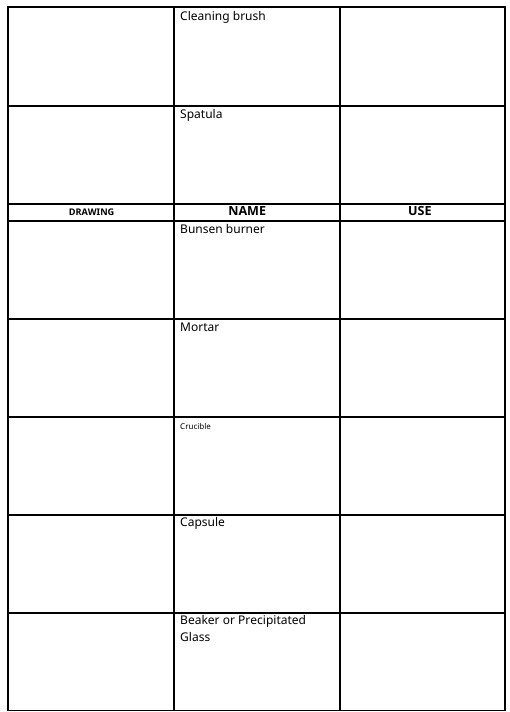 Cleaning brush
Spatula
DRAWING NAME USE
Bunsen burner
Mortar
Crucible
Capsule
Beaker or Precipitated
Glass